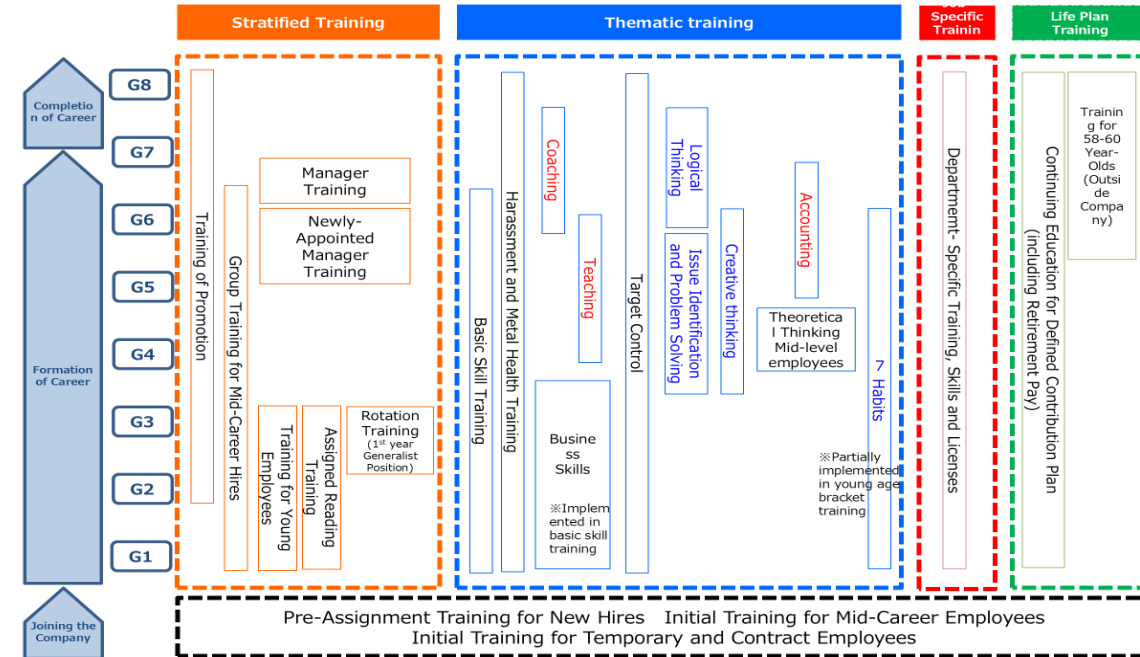 Stratified Training
Thematic training
Specific
Trainin
Life Plan
Training
Completio
n of Career
Formation
of Career
Joining the
Company
G8
G7
G6
G5
G4
G3
G2
G1
Training of Promotion
Group Training for Mid-Career Hires
Manager
Training
Newly-
Appointed
Manager
Training
Training for Young
Employees
Assigned Reading
Training
Rotation
Training
(1st year
Generalist
Position)
Basic Skill Training
Harassment and Metal Health Training
Coaching
Teaching
Busine
ss
Skills
※Implem
ented in
basic skill
training
Target Control
Logical
Thinking
Issue Identification
and Problem Solving
Creative thinking
Accounting
Theoretica
l Thinking
Mid-level
employees
7 Habits
※Partially
implemented
in young age
bracket
training
Departmemt- Specific Training, Skills and Licenses
Continuing Education for Defined Contribution Plan
(including Retirement Pay)
Trainin
g for
58-60
Year-
Olds
(Outsi
de
Compa
ny)
Pre-Assignment Training for New Hires Initial Training for Mid-Career Employees
Initial Training for Temporary and Contract Employees